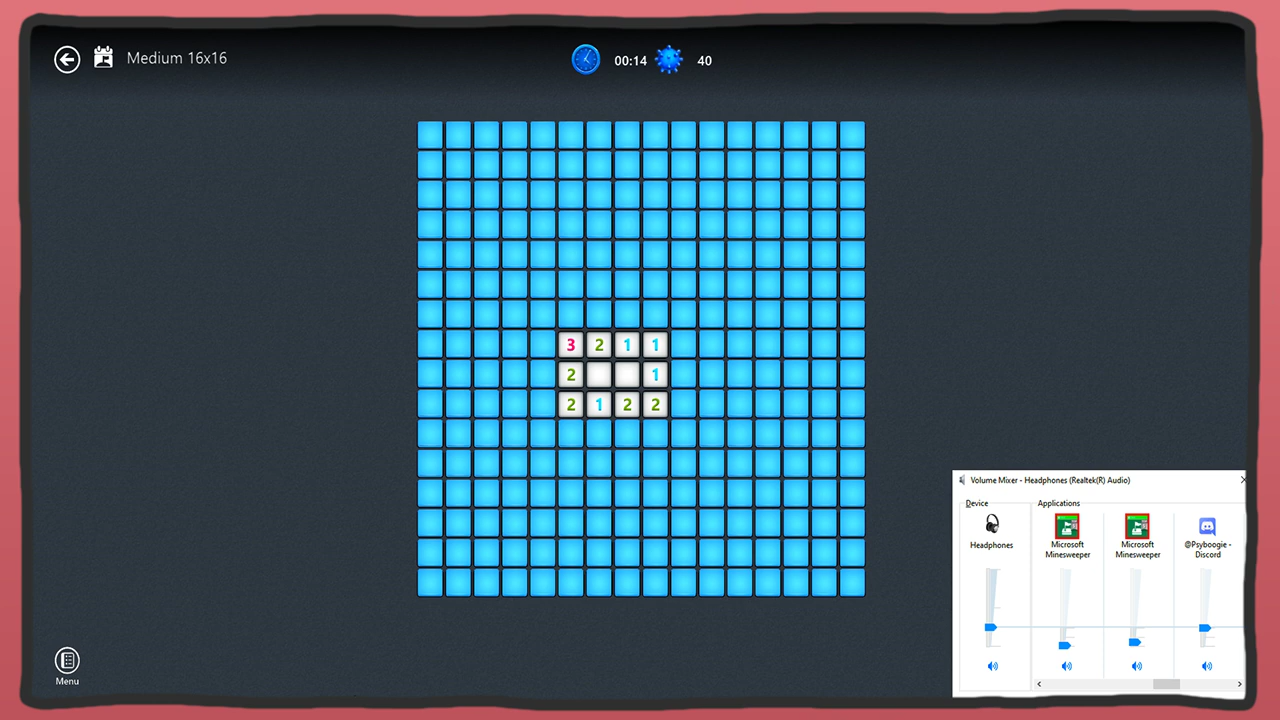 Medium 16x16
00:14
40
3 2 1 1
2 1
2 1 2 2
Volume Mixer - Headphones (Realtek(R) Audio)
Device
Applications
Headphones
Microsoft
Minesweeper
Microsoft
Minesweeper
@Psyboogie -
Discord
Menu